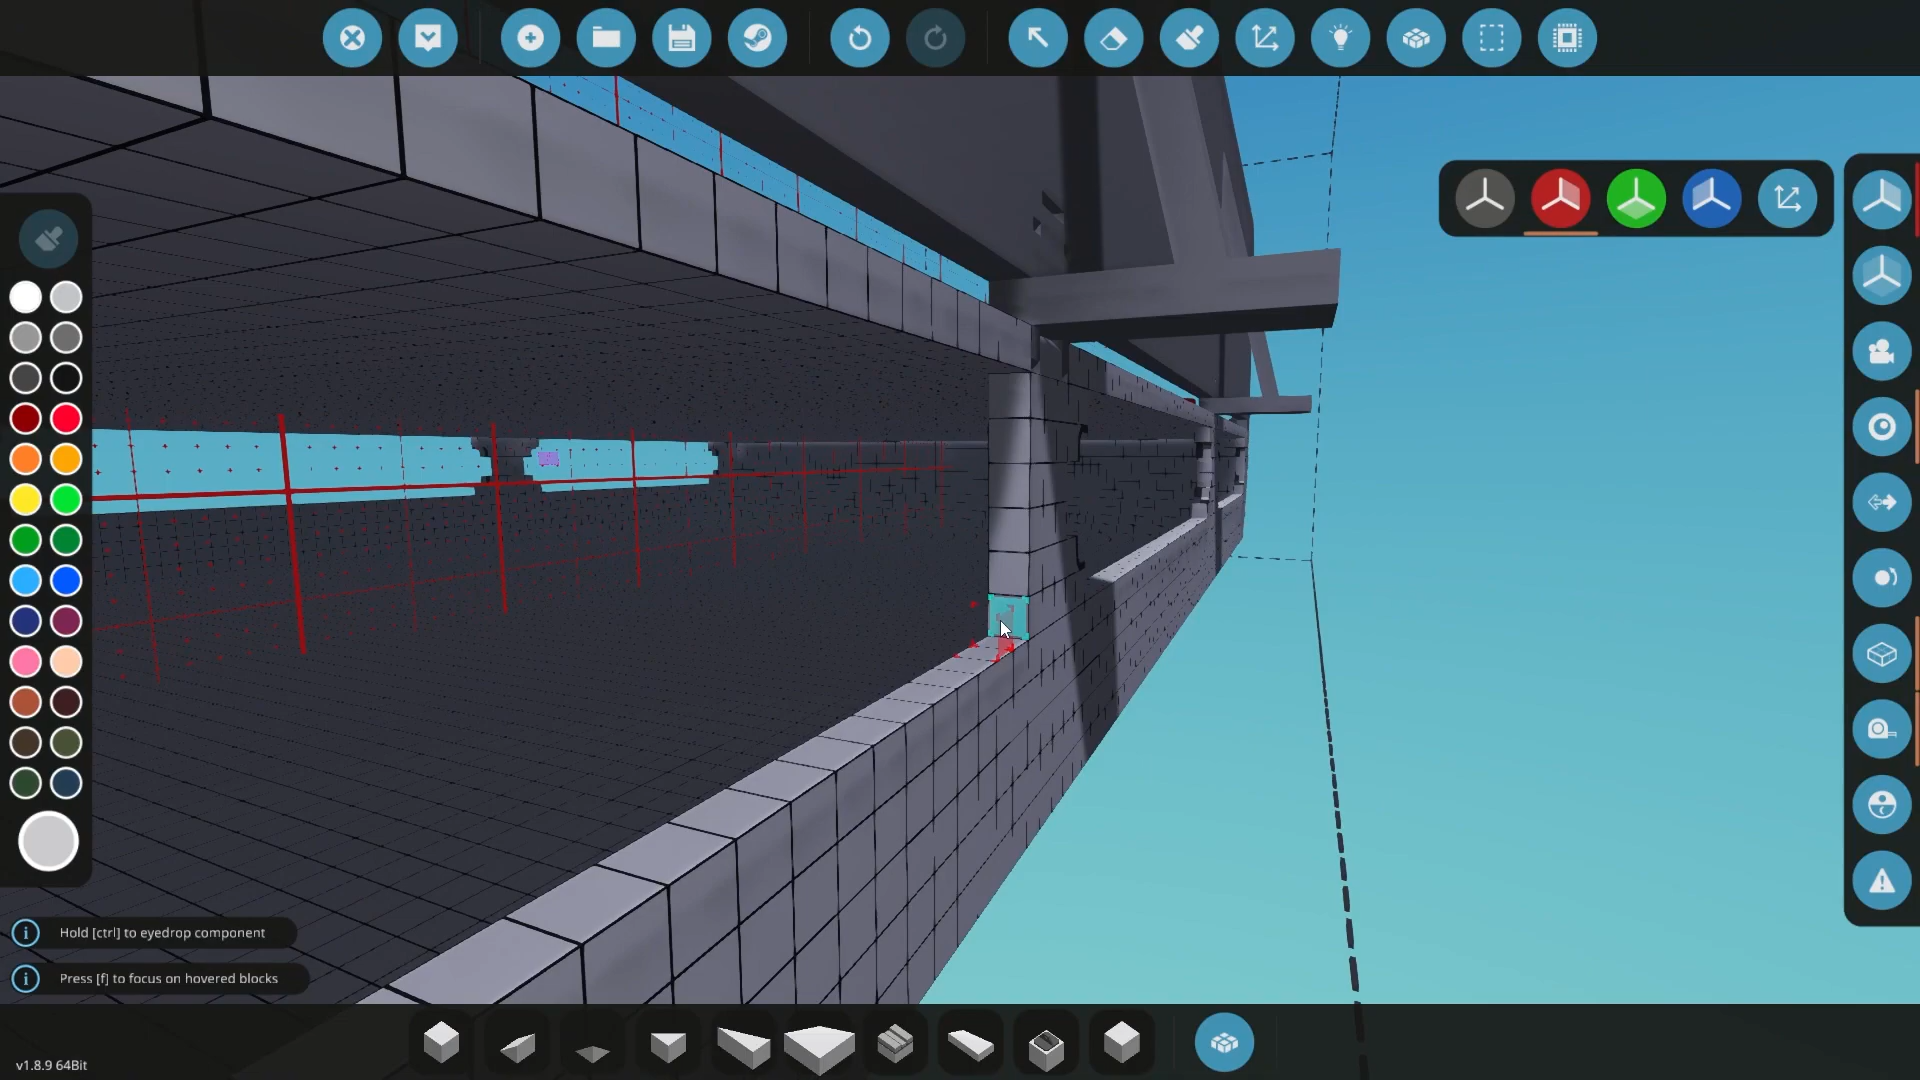 Hold [ctrl] to eyedrop component
Press [f] to focus on hovered blocks
v1.8.9 64Bit